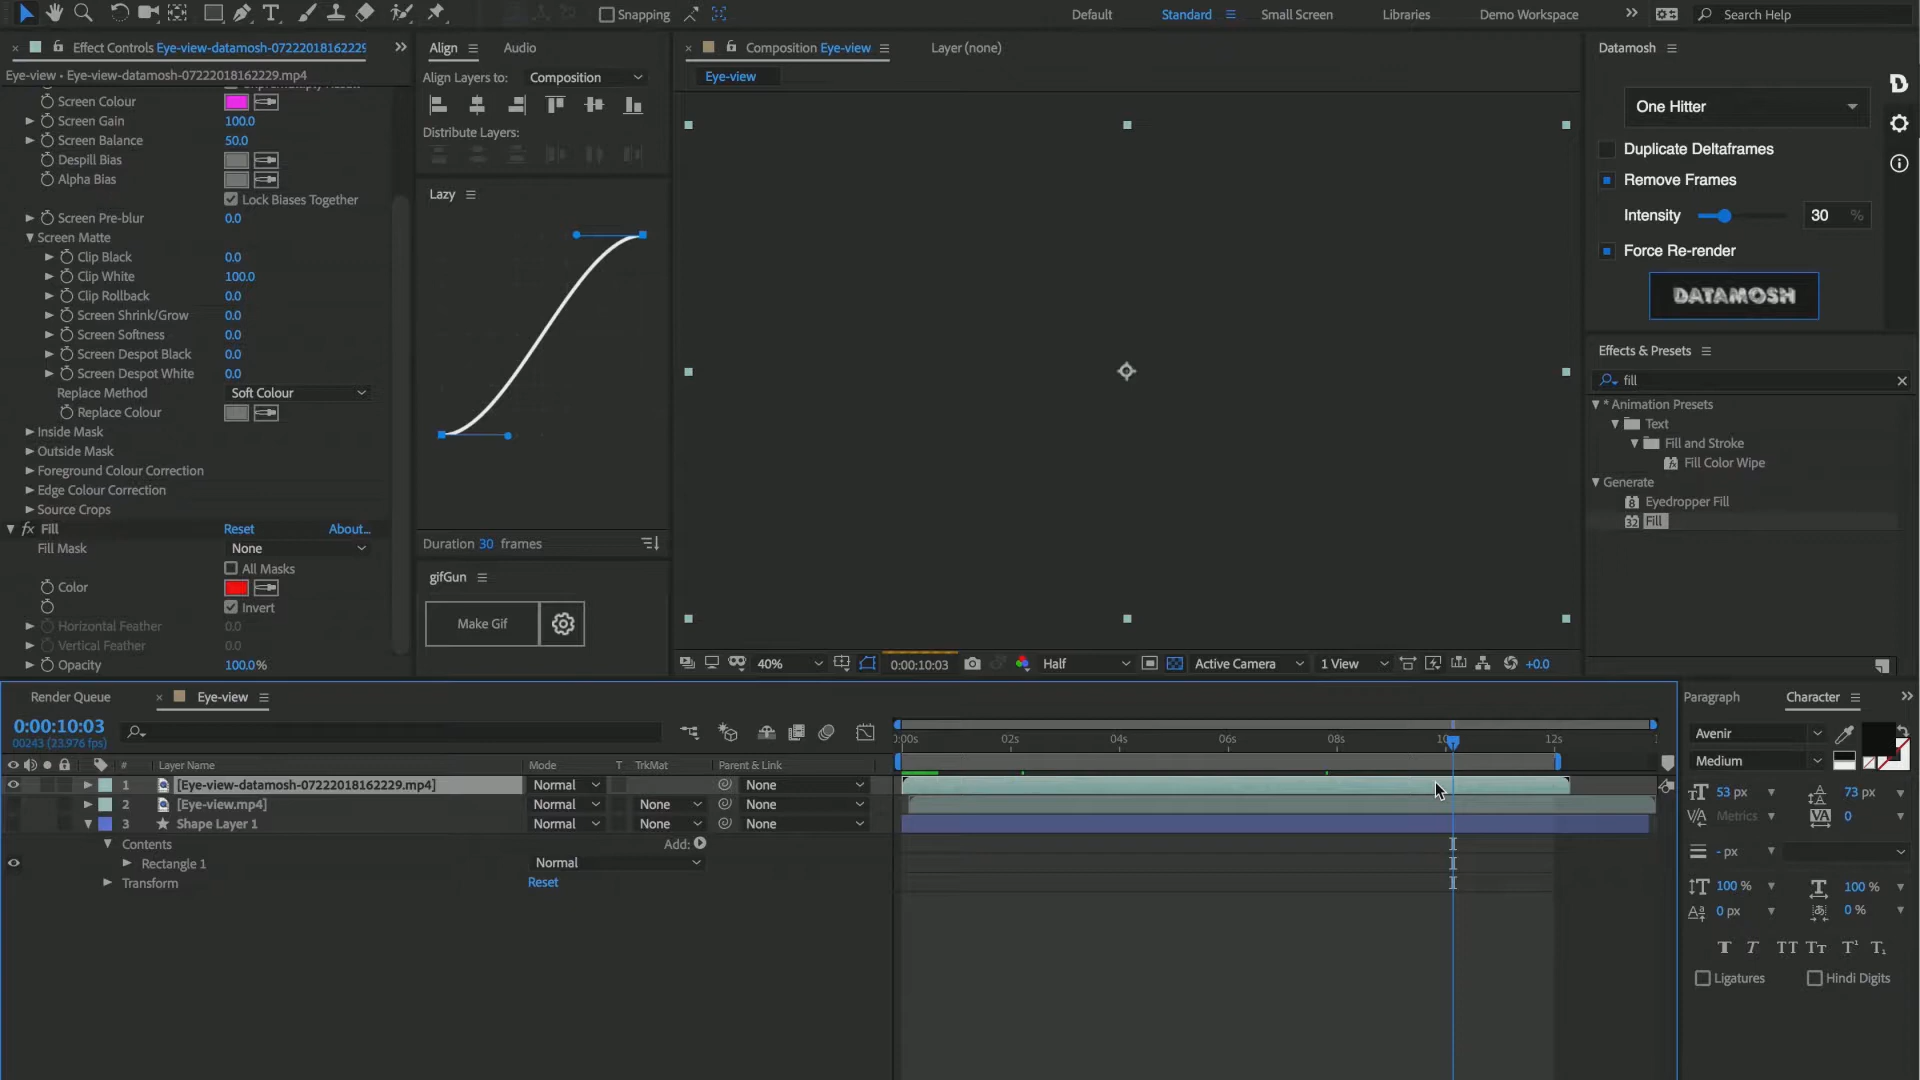 Snapping
Default
Standard
Small Screen
Libraries
Demo Workspace
Search Help
Effect Controls Eye-view-datamosh-07222018162229
Eye-view • Eye-view-datamosh-07222018162229.mp4
Screen Colour
Screen Gain 100.0
Screen Balance 50.0
Despill Bias
Alpha Bias
Lock Biases Together
Screen Pre-blur 0.0
Screen Matte
Clip Black 0.0
Clip White 100.0
Clip Rollback 0.0
Screen Shrink/Grow 0.0
Screen Softness 0.0
Screen Despot Black 0.0
Screen Despot White 0.0
Replace Method Soft Colour
Replace Colour
Inside Mask
Outside Mask
Foreground Colour Correction
Edge Colour Correction
Source Crops
fx Fill Reset About...
Fill Mask None
All Masks
Color
Invert
Horizontal Feather 0.0
Vertical Feather 0.0
Opacity 100.0%
Align Audio
Align Layers to: Composition
Distribute Layers:
Lazy
Duration 30 frames
gifGun
Make Gif
Composition Eye-view
Layer (none)
Eye-view
40%
0:00:10:03
Half
Active Camera
1 View
+0.0
Datamosh
One Hitter
Duplicate Deltaframes
Remove Frames
Intensity 30 %
Force Re-render
DATAMOSH
Effects & Presets
fill
* Animation Presets
Text
Fill and Stroke
Fill Color Wipe
Generate
8 Eyedropper Fill
32 Fill
Render Queue
Eye-view
0:00:10:03
00243 (23.976 fps)
:00s 02s 04s 06s 08s 12s
# Layer Name Mode T TrkMat Parent & Link
1 [Eye-view-datamosh-07222018162229.mp4] Normal None
2 [Eye-view.mp4] Normal None None
3 Shape Layer 1 Normal None None
Contents Add:
Rectangle 1 Normal
Transform Reset
Paragraph Character
Avenir
Medium
53 px 73 px
Metrics 0
- px
100 % 100 %
0 px 0 %
T T TT TT T¹ T₁
Ligatures Hindi Digits